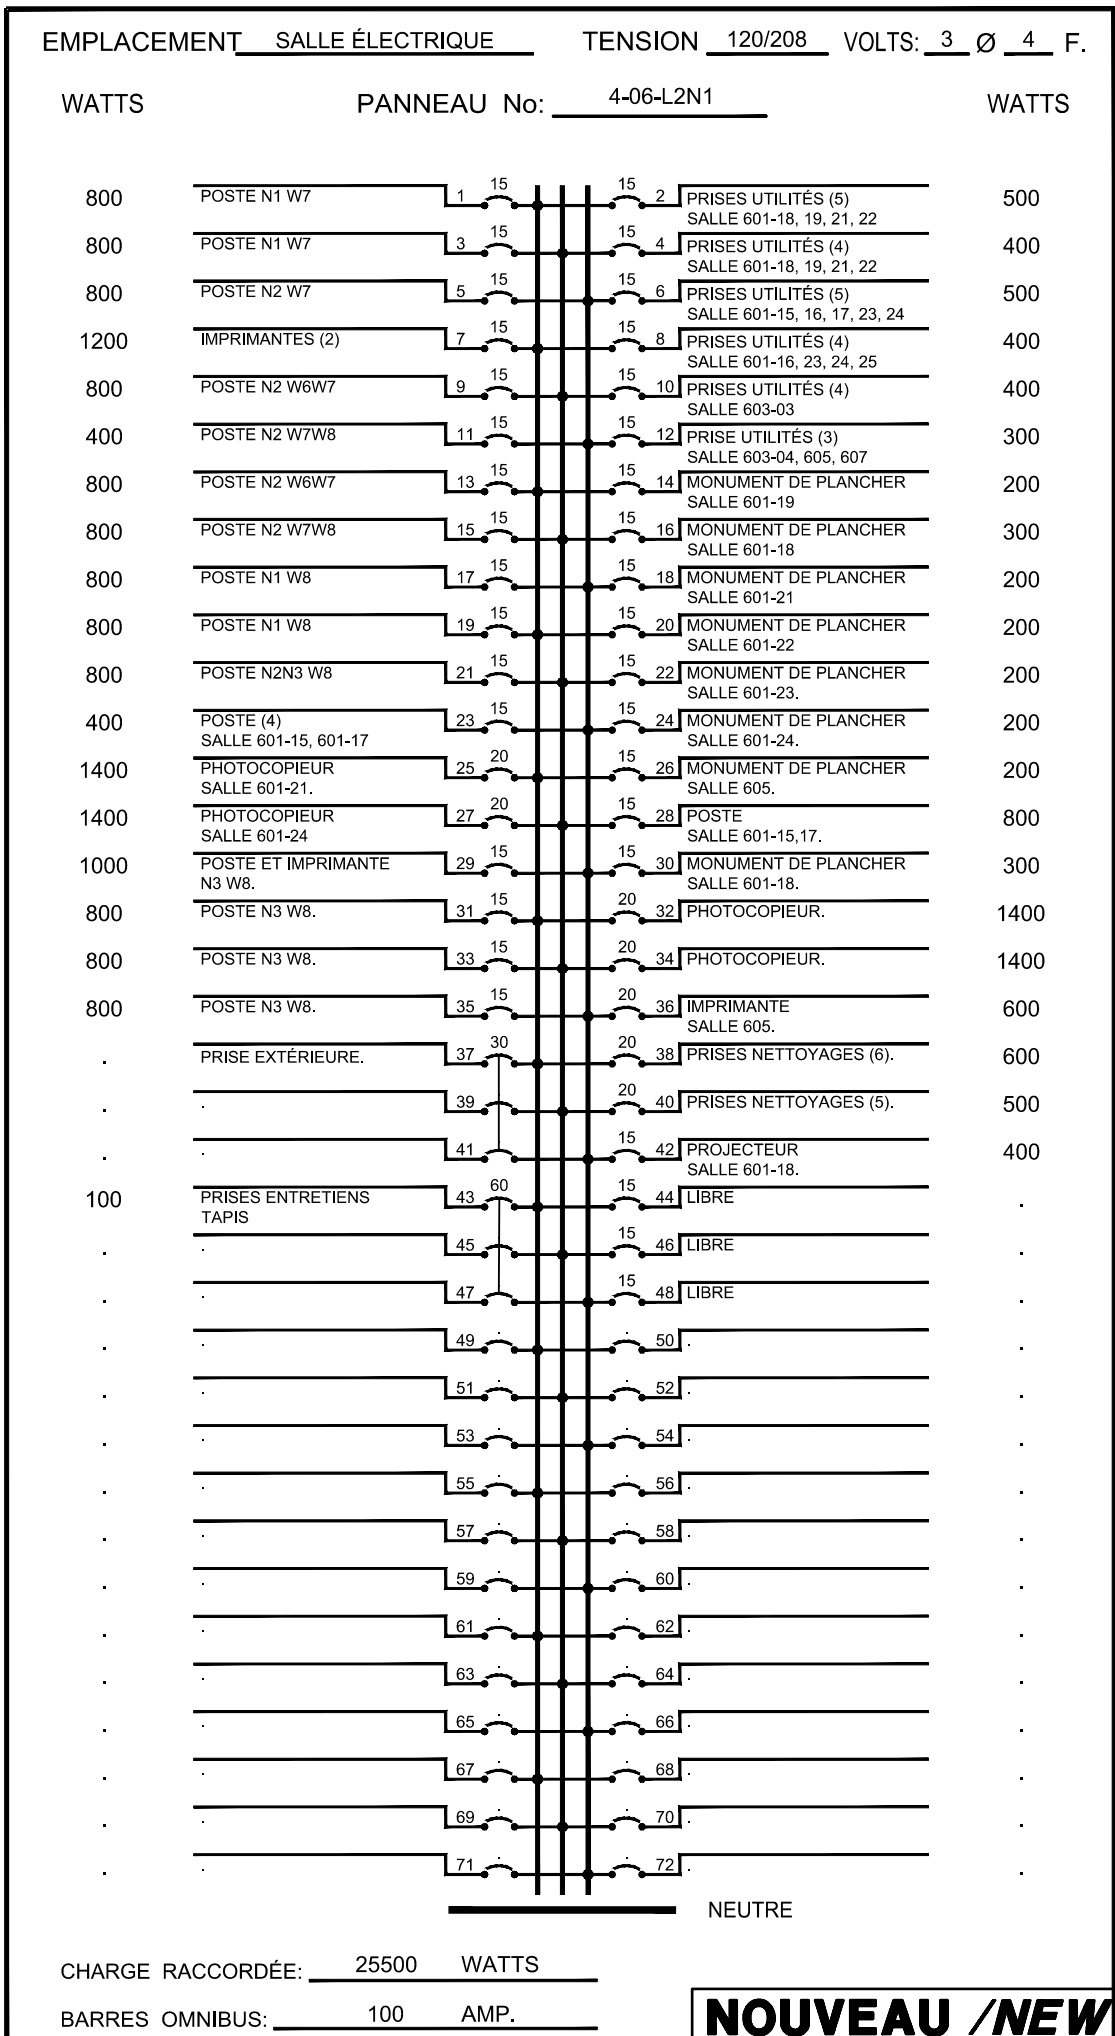 EMPLACEMENT SALLE ÉLECTRIQUE TENSION 120/208 VOLTS: 3 Ø 4 F.
WATTS PANNEAU No: 4-06-L2N1 WATTS
800 POSTE N1 W7 1 15 15 2 PRISES UTILITÉS (5) 500
SALLE 601-18, 19, 21, 22
800 POSTE N1 W7 3 15 15 4 PRISES UTILITÉS (4) 400
SALLE 601-18, 19, 21, 22
800 POSTE N2 W7 5 15 15 6 PRISES UTILITÉS (5) 500
SALLE 601-15, 16, 17, 23, 24
1200 IMPRIMANTES (2) 7 15 15 8 PRISES UTILITÉS (4) 400
SALLE 601-16, 23, 24, 25
800 POSTE N2 W6W7 9 15 15 10 PRISES UTILITÉS (4) 400
SALLE 603-03
400 POSTE N2 W7W8 11 15 15 12 PRISE UTILITÉS (3) 300
SALLE 603-04, 605, 607
800 POSTE N2 W6W7 13 15 15 14 MONUMENT DE PLANCHER 200
SALLE 601-19
800 POSTE N2 W7W8 15 15 15 16 MONUMENT DE PLANCHER 300
SALLE 601-18
800 POSTE N1 W8 17 15 15 18 MONUMENT DE PLANCHER 200
SALLE 601-21
800 POSTE N1 W8 19 15 15 20 MONUMENT DE PLANCHER 200
SALLE 601-22
800 POSTE N2N3 W8 21 15 15 22 MONUMENT DE PLANCHER 200
SALLE 601-23.
400 POSTE (4) 23 15 15 24 MONUMENT DE PLANCHER 200
SALLE 601-15, 601-17 SALLE 601-24.
1400 PHOTOCOPIEUR 25 20 15 26 MONUMENT DE PLANCHER 200
SALLE 601-21. SALLE 605.
1400 PHOTOCOPIEUR 27 20 15 28 POSTE 800
SALLE 601-24 SALLE 601-15,17.
1000 POSTE ET IMPRIMANTE 29 15 15 30 MONUMENT DE PLANCHER 300
N3 W8. SALLE 601-18.
800 POSTE N3 W8. 31 15 20 32 PHOTOCOPIEUR. 1400
800 POSTE N3 W8. 33 15 20 34 PHOTOCOPIEUR. 1400
800 POSTE N3 W8. 35 15 20 36 IMPRIMANTE 600
SALLE 605.
. PRISE EXTÉRIEURE. 37 30 20 38 PRISES NETTOYAGES (6). 600
. . 39 20 40 PRISES NETTOYAGES (5). 500
. . 41 15 42 PROJECTEUR 400
SALLE 601-18.
100 PRISES ENTRETIENS 43 60 15 44 LIBRE .
TAPIS
. . 45 15 46 LIBRE .
. . 47 15 48 LIBRE .
. . 49 . . 50 . .
. . 51 . . 52 . .
. . 53 . . 54 . .
. . 55 . . 56 . .
. . 57 . . 58 . .
. . 59 . . 60 . .
. . 61 . . 62 . .
. . 63 . . 64 . .
. . 65 . . 66 . .
. . 67 . . 68 . .
. . 69 . . 70 . .
. . 71 . . 72 . .
NEUTRE
CHARGE RACCORDÉE: 25500 WATTS
BARRES OMNIBUS: 100 AMP.
NOUVEAU /NEW